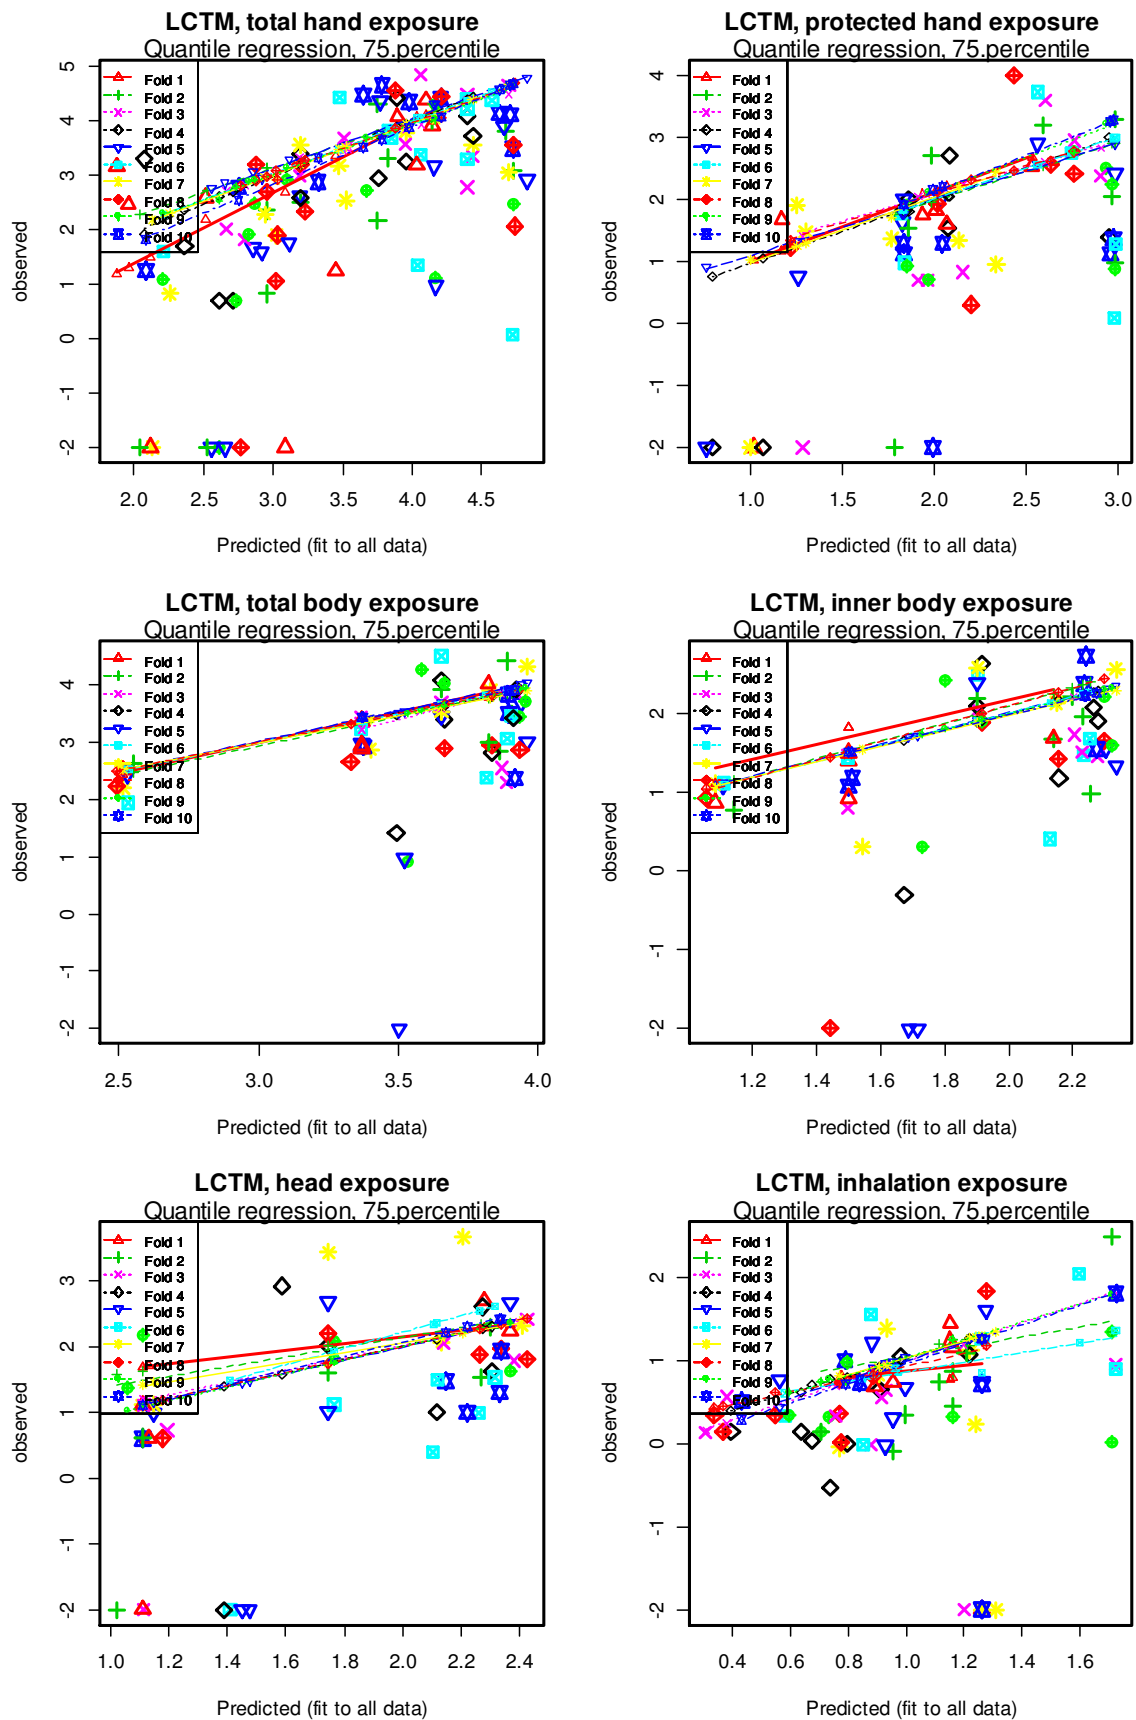 LCTM, total hand exposure
Quantile regression, 75.percentile
observed
5
4
3
2
1
0
-1
-2
Fold 1
Fold 2
Fold 3
Fold 4
Fold 5
Fold 6
Fold 7
Fold 8
Fold 9
Fold 10
2.0 2.5 3.0 3.5 4.0 4.5
Predicted (fit to all data)
LCTM, protected hand exposure
Quantile regression, 75.percentile
observed
4
3
2
1
0
-1
-2
Fold 1
Fold 2
Fold 3
Fold 4
Fold 5
Fold 6
Fold 7
Fold 8
Fold 9
Fold 10
1.0 1.5 2.0 2.5 3.0
Predicted (fit to all data)
LCTM, total body exposure
Quantile regression, 75.percentile
observed
4
3
2
1
0
-1
-2
Fold 1
Fold 2
Fold 3
Fold 4
Fold 5
Fold 6
Fold 7
Fold 8
Fold 9
Fold 10
2.5 3.0 3.5 4.0
Predicted (fit to all data)
LCTM, inner body exposure
Quantile regression, 75.percentile
observed
2
1
0
-1
-2
Fold 1
Fold 2
Fold 3
Fold 4
Fold 5
Fold 6
Fold 7
Fold 8
Fold 9
Fold 10
1.2 1.4 1.6 1.8 2.0 2.2
Predicted (fit to all data)
LCTM, head exposure
Quantile regression, 75.percentile
observed
3
2
1
0
-1
-2
Fold 1
Fold 2
Fold 3
Fold 4
Fold 5
Fold 6
Fold 7
Fold 8
Fold 9
Fold 10
1.0 1.2 1.4 1.6 1.8 2.0 2.2 2.4
Predicted (fit to all data)
LCTM, inhalation exposure
Quantile regression, 75.percentile
observed
2
1
0
-1
-2
Fold 1
Fold 2
Fold 3
Fold 4
Fold 5
Fold 6
Fold 7
Fold 8
Fold 9
Fold 10
0.4 0.6 0.8 1.0 1.2 1.4 1.6
Predicted (fit to all data)